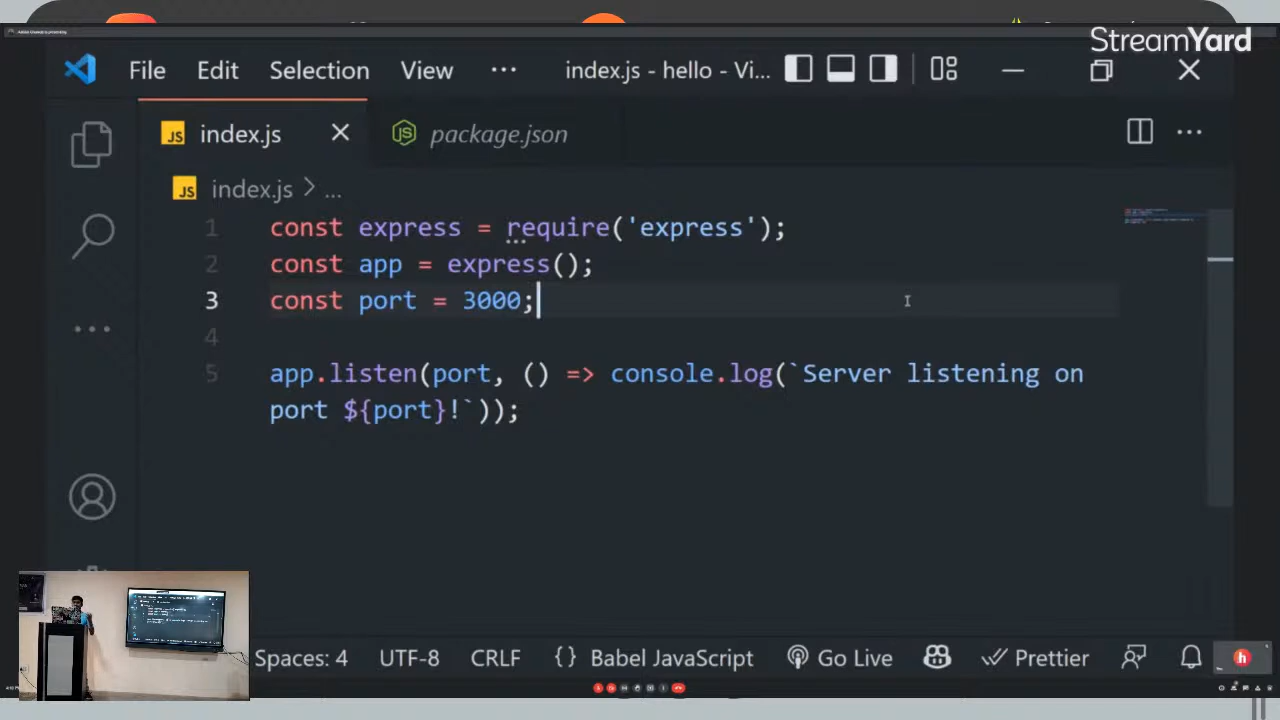 StreamYard
File Edit Selection View ··· index.js - hello - Vi...
JS index.js package.json
JS index.js > ...
1 const express = require('express');
2 const app = express();
3 const port = 3000;
4
5 app.listen(port, () => console.log(`Server listening on
port ${port}!`));
Spaces: 4 UTF-8 CRLF {} Babel JavaScript Go Live Prettier
h